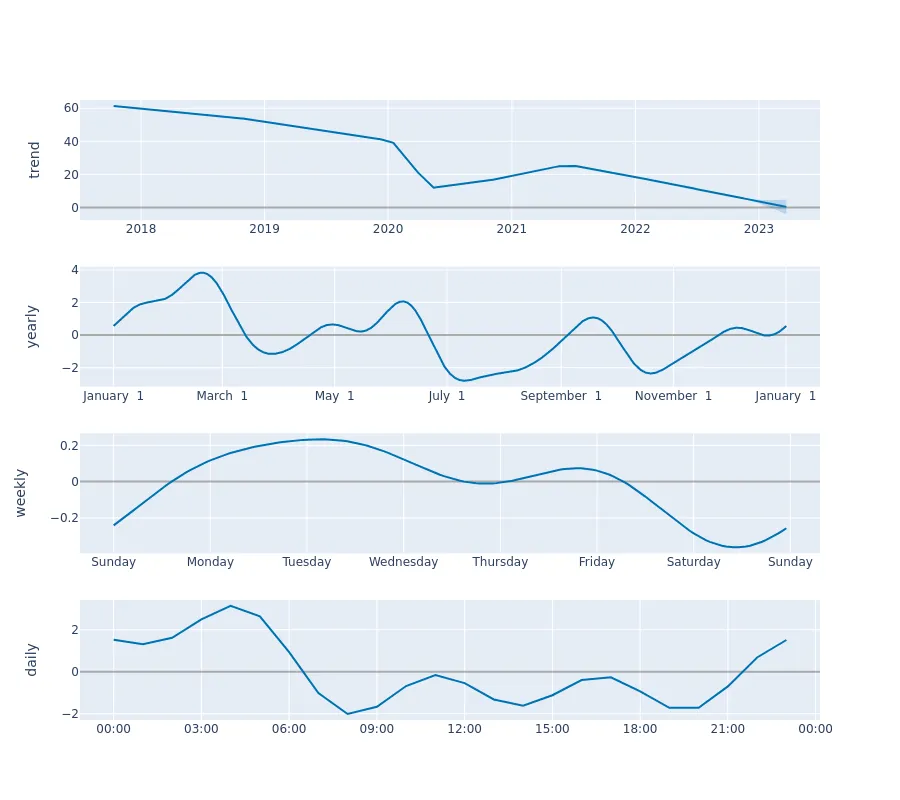 trend
60
40
20
0
2018 2019 2020 2021 2022 2023
yearly
4
2
0
−2
January 1 March 1 May 1 July 1 September 1 November 1 January 1
weekly
0.2
0
−0.2
Sunday Monday Tuesday Wednesday Thursday Friday Saturday Sunday
daily
2
0
−2
00:00 03:00 06:00 09:00 12:00 15:00 18:00 21:00 00:00